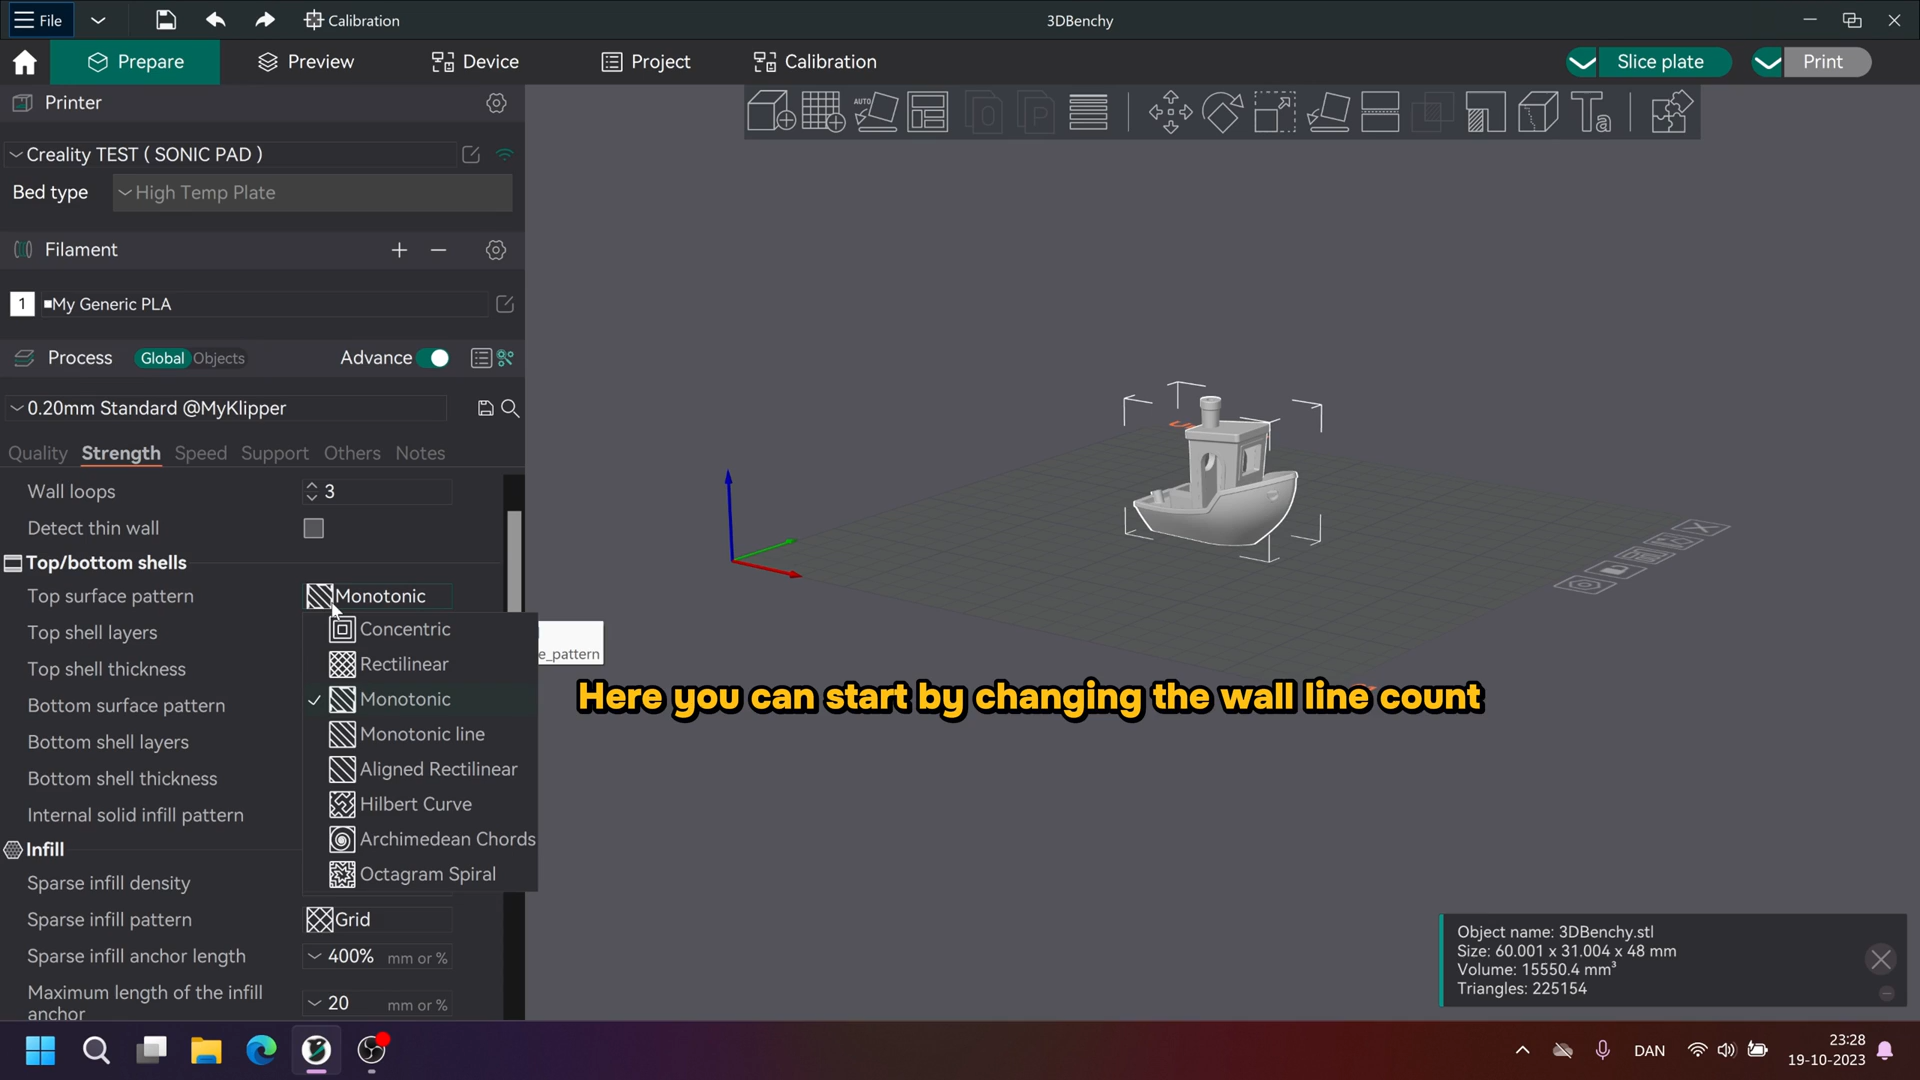 File
Calibration
3DBenchy
Prepare
Preview
Device
Project
Calibration
Slice plate
Print
Printer
AUTO
Creality TEST ( SONIC PAD )
Bed type
High Temp Plate
Filament
1
My Generic PLA
Process
Global
Objects
Advance
0.20mm Standard @MyKlipper
Quality
Strength
Speed
Support
Others
Notes
Wall loops
3
Detect thin wall
Top/bottom shells
Top surface pattern
Monotonic
Top shell layers
Concentric
e_pattern
Top shell thickness
Rectilinear
Bottom surface pattern
Monotonic
Here you can start by changing the wall line count
Bottom shell layers
Monotonic line
Bottom shell thickness
Aligned Rectilinear
Internal solid infill pattern
Hilbert Curve
Infill
Archimedean Chords
Sparse infill density
Octagram Spiral
Sparse infill pattern
Grid
Sparse infill anchor length
400% mm or %
Maximum length of the infill
anchor
20 mm or %
Object name: 3DBenchy.stl
Size: 60.001 x 31.004 x 48 mm
Volume: 15550.4 mm³
Triangles: 225154
DAN
23:28
19-10-2023